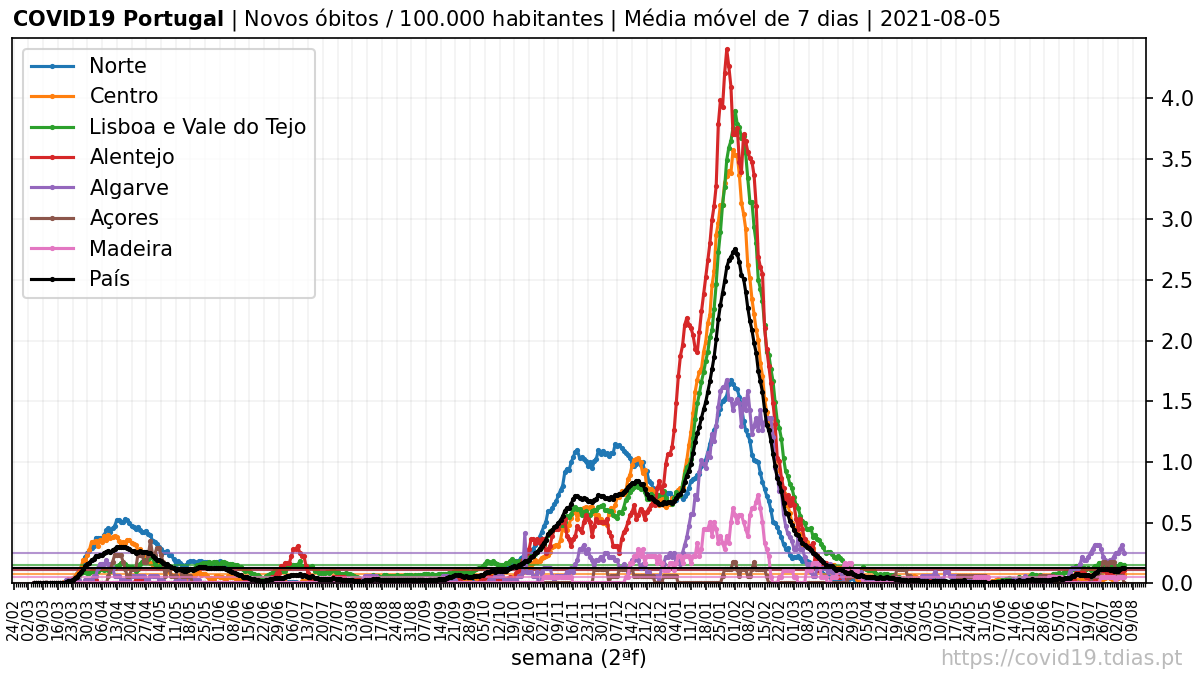 COVID19 Portugal | Novos óbitos / 100.000 habitantes | Média móvel de 7 dias | 2021-08-05
Norte
Centro
Lisboa e Vale do Tejo
Alentejo
Algarve
Açores
Madeira
País
4.0
3.5
3.0
2.5
2.0
1.5
1.0
0.5
0.0
24/02 02/03 09/03 16/03 23/03 30/03 06/04 13/04 20/04 27/04 04/05 11/05 18/05 25/05 01/06 08/06 15/06 22/06 29/06 06/07 13/07 20/07 27/07 03/08 10/08 17/08 24/08 31/08 07/09 14/09 21/09 28/09 05/10 12/10 19/10 26/10 02/11 09/11 16/11 23/11 30/11 07/12 14/12 21/12 28/12 04/01 11/01 18/01 25/01 01/02 08/02 15/02 22/02 01/03 08/03 15/03 22/03 29/03 05/04 12/04 19/04 26/04 03/05 10/05 17/05 24/05 31/05 07/06 14/06 21/06 28/06 05/07 12/07 19/07 26/07 02/08 09/08
semana (2ªf)
https://covid19.tdias.pt